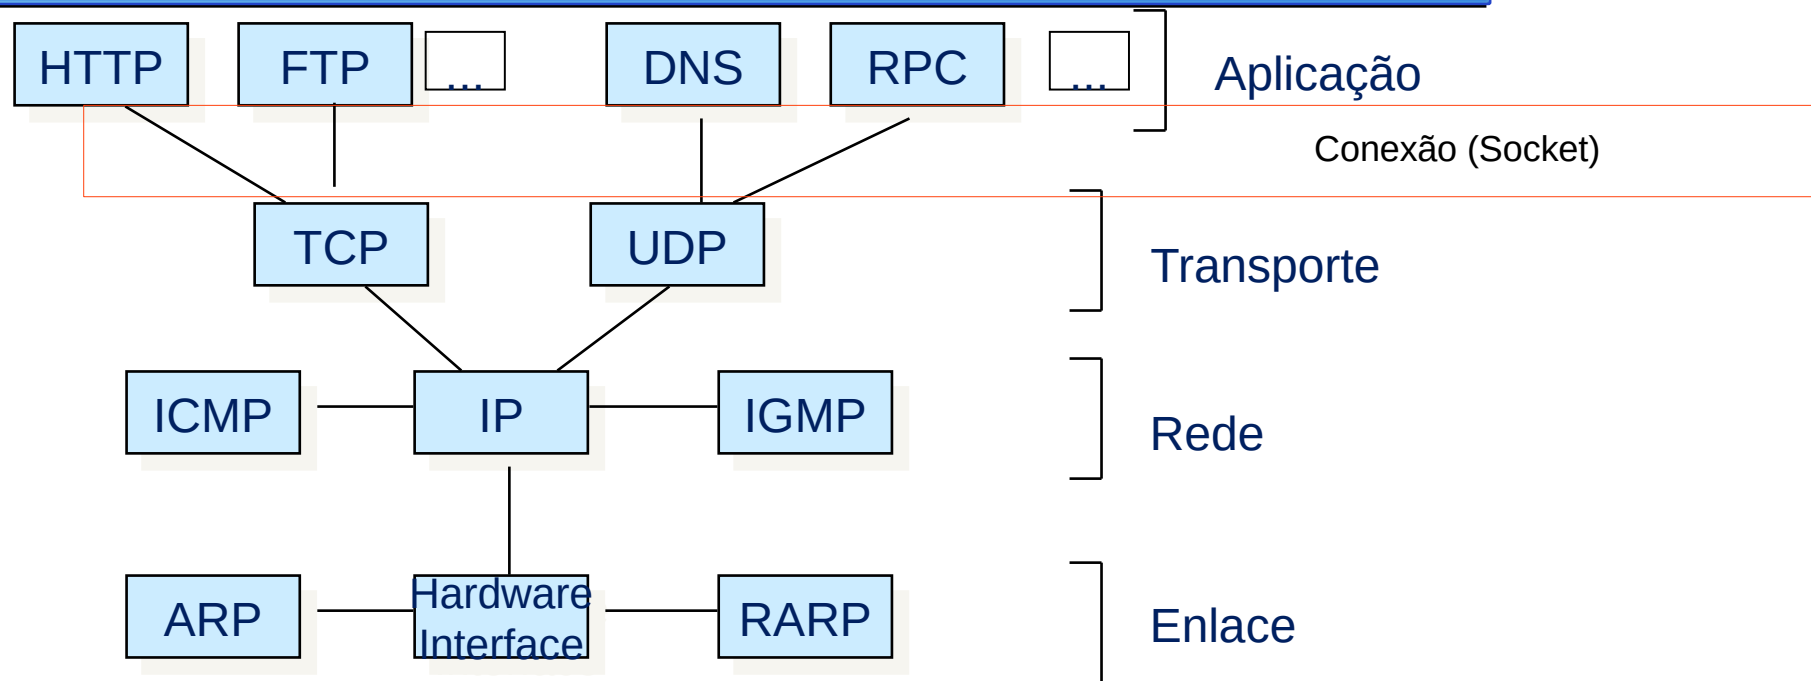 HTTP
FTP
...
DNS
RPC
...
Aplicação
Conexão (Socket)
TCP
UDP
Transporte
ICMP
IP
IGMP
Rede
ARP
Hardware
Interface
RARP
Enlace